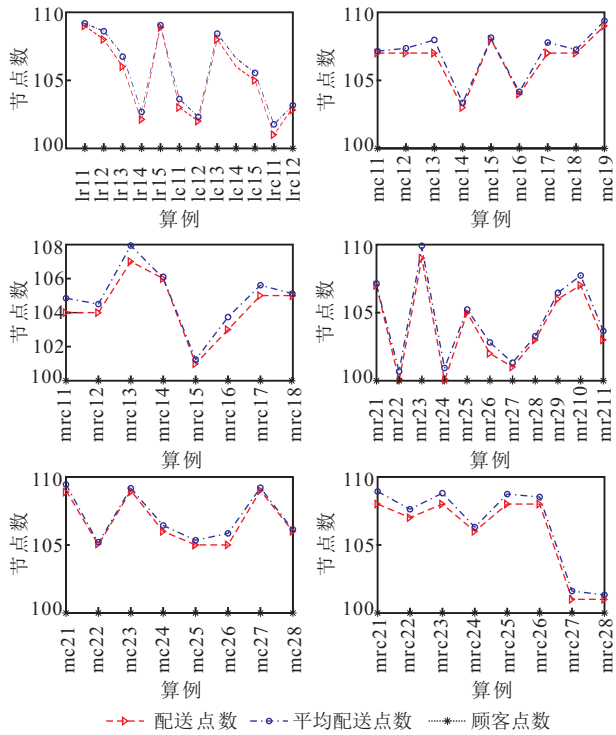 110
105
100
节点数
lr11 lr12 lr13 lr14 lr15 lc11 lc12 lc13 lc14 lc15 lrc11 lrc12
算例
110
105
100
节点数
mc11 mc12 mc13 mc14 mc15 mc16 mc17 mc18 mc19
算例
108
106
104
102
100
节点数
mrc11 mrc12 mrc13 mrc14 mrc15 mrc16 mrc17 mrc18
算例
110
105
100
节点数
mr21 mr22 mr23 mr24 mr25 mr26 mr27 mr28 mr29 mr210 mr211
算例
110
105
100
节点数
mc21 mc22 mc23 mc24 mc25 mc26 mc27 mc28
算例
110
105
100
节点数
mrc21 mrc22 mrc23 mrc24 mrc25 mrc26 mrc27 mrc28
算例
配送点数 平均配送点数 顾客点数